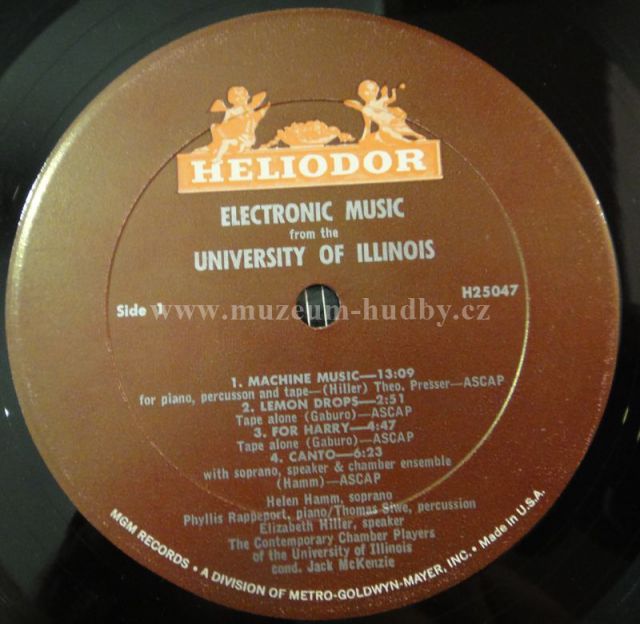 HELIODOR
ELECTRONIC MUSIC
from the
UNIVERSITY OF ILLINOIS
H25047
Side 1
www.muzeum-hudby.cz
1. MACHINE MUSIC—13:09
for piano, percusson and tape—(Hiller) Theo. Presser—ASCAP
2. LEMON DROPS—2:51
Tape alone (Gaburo)—ASCAP
3. FOR HARRY—4:47
Tape alone (Gaburo)—ASCAP
4. CANTO—6:23
with soprano, speaker & chamber ensemble
(Hamm)—ASCAP
Helen Hamm, soprano
Phyllis Rappeport, piano/Thomas Siwe, percussion
Elizabeth Hiller, speaker
The Contemporary Chamber Players
of the University of Illinois
cond. Jack McKenzie
MGM RECORDS • A DIVISION OF METRO-GOLDWYN-MAYER, INC. • Made in U.S.A.